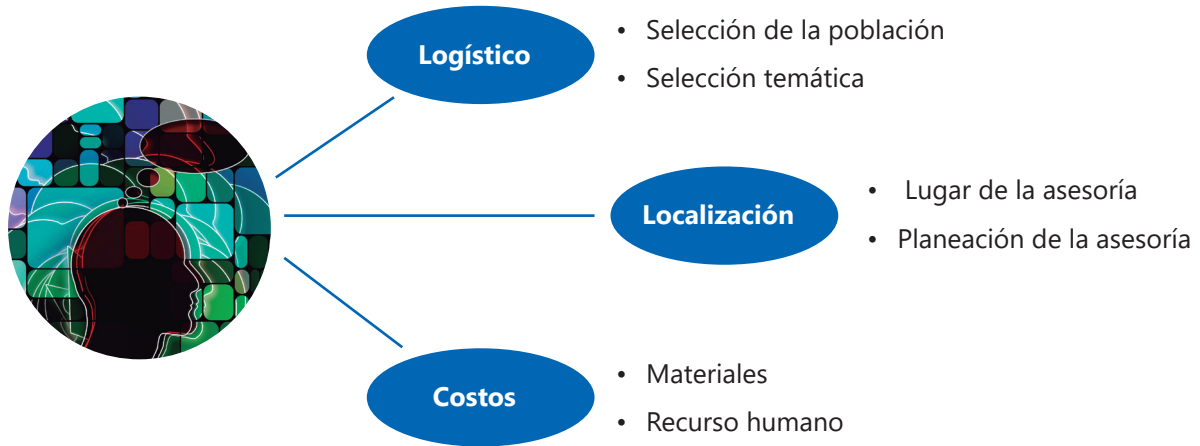 Logístico
• Selección de la población
• Selección temática
Localización
• Lugar de la asesoría
• Planeación de la asesoría
Costos
• Materiales
• Recurso humano